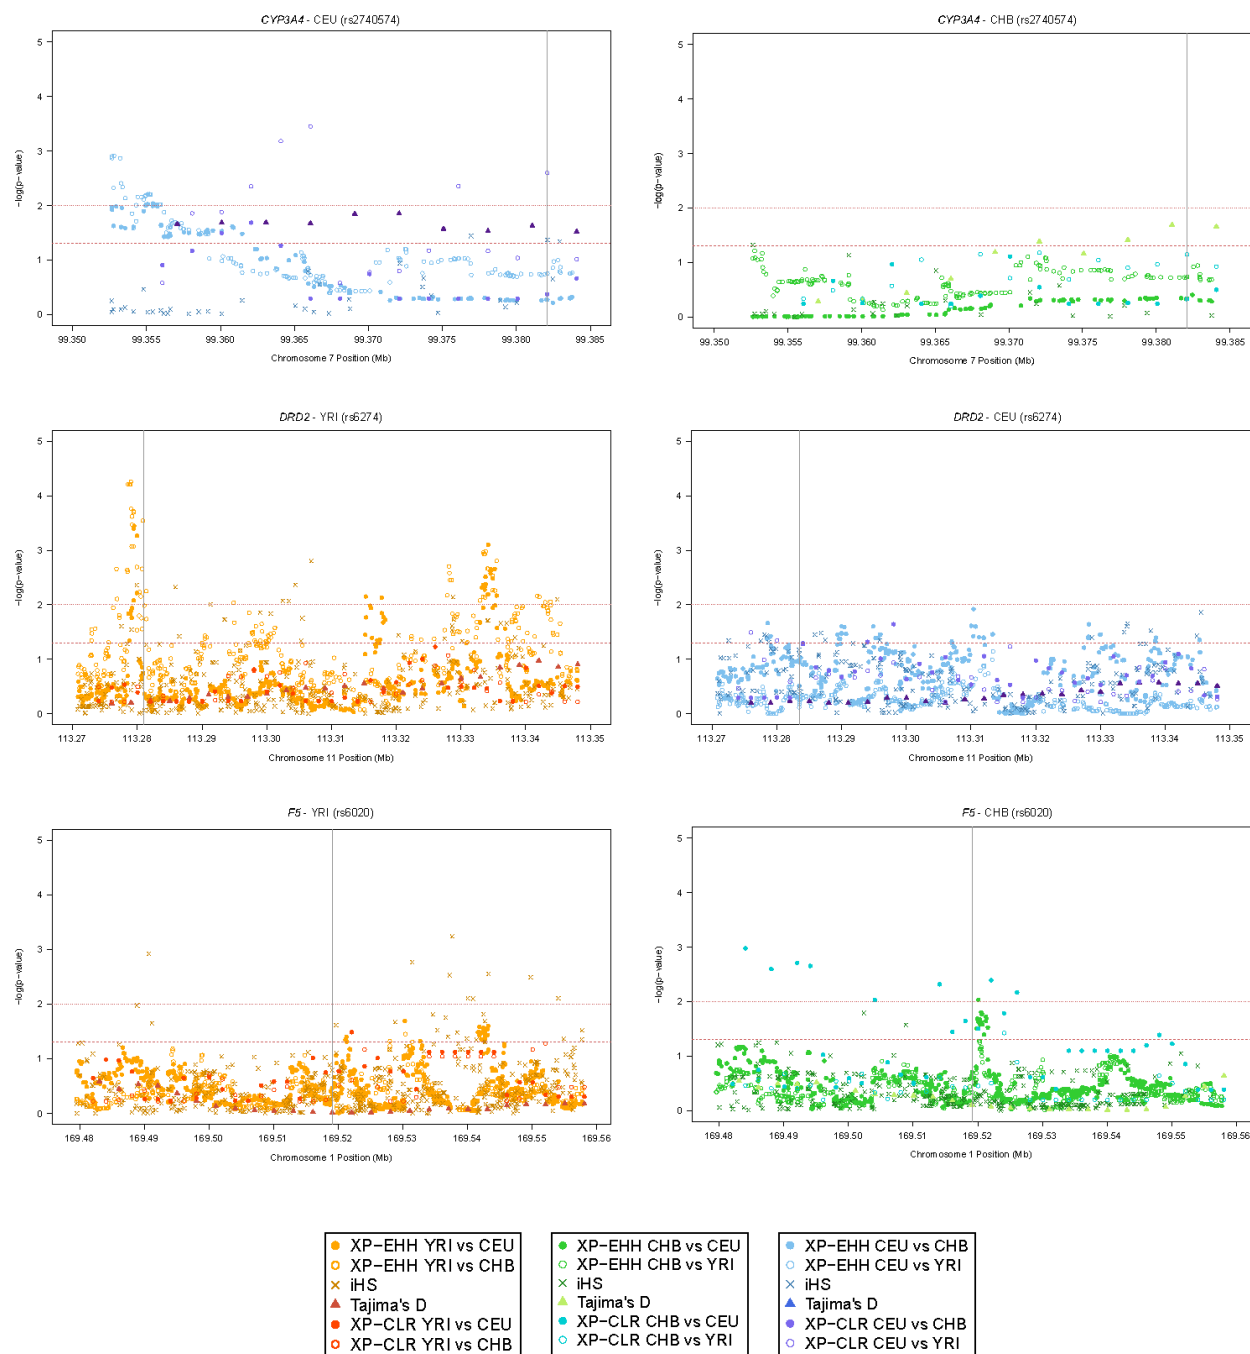 CYP3A4 - CEU (rs2740574)
5
4
3
2
1
0
−log(p−value)
99.350 99.355 99.360 99.365 99.370 99.375 99.380 99.385
Chromosome 7 Position (Mb)
CYP3A4 - CHB (rs2740574)
5
4
3
2
1
0
−log(p−value)
99.350 99.355 99.360 99.365 99.370 99.375 99.380 99.385
Chromosome 7 Position (Mb)
DRD2 - YRI (rs6274)
5
4
3
2
1
0
−log(p−value)
113.27 113.28 113.29 113.30 113.31 113.32 113.33 113.34 113.35
Chromosome 11 Position (Mb)
DRD2 - CEU (rs6274)
5
4
3
2
1
0
−log(p−value)
113.27 113.28 113.29 113.30 113.31 113.32 113.33 113.34 113.35
Chromosome 11 Position (Mb)
F5 - YRI (rs6020)
5
4
3
2
1
0
−log(p−value)
169.48 169.49 169.50 169.51 169.52 169.53 169.54 169.55 169.56
Chromosome 1 Position (Mb)
F5 - CHB (rs6020)
5
4
3
2
1
0
−log(p−value)
169.48 169.49 169.50 169.51 169.52 169.53 169.54 169.55 169.56
Chromosome 1 Position (Mb)
XP−EHH YRI vs CEU
XP−EHH YRI vs CHB
iHS
Tajima's D
XP−CLR YRI vs CEU
XP−CLR YRI vs CHB
XP−EHH CHB vs CEU
XP−EHH CHB vs YRI
iHS
Tajima's D
XP−CLR CHB vs CEU
XP−CLR CHB vs YRI
XP−EHH CEU vs CHB
XP−EHH CEU vs YRI
iHS
Tajima's D
XP−CLR CEU vs CHB
XP−CLR CEU vs YRI